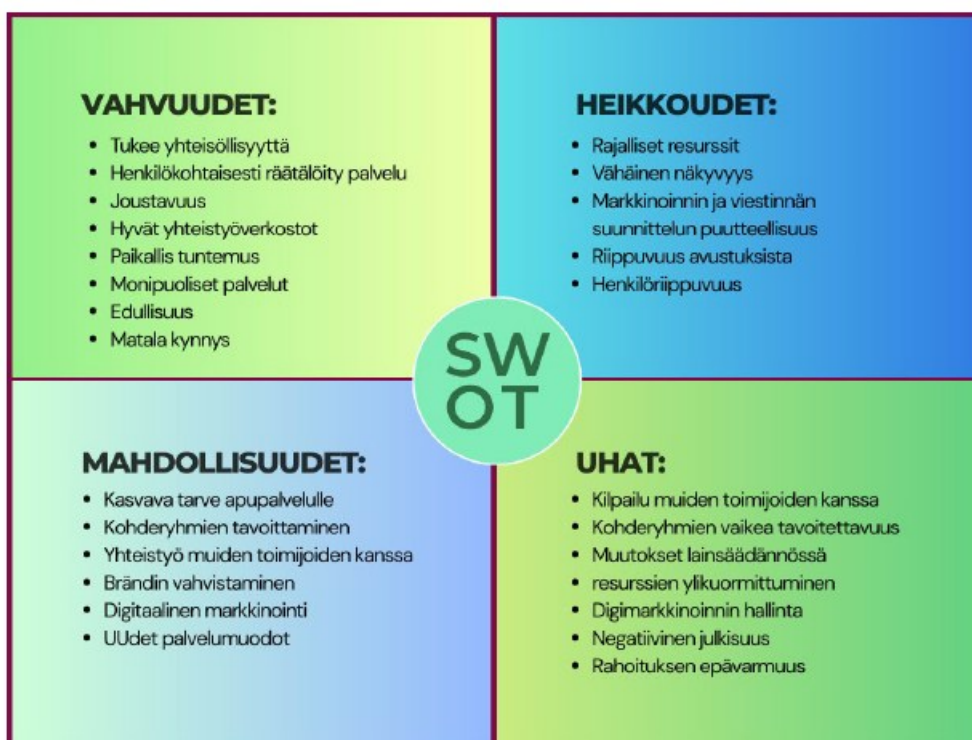 VAHVUUDET:
• Tukee yhteisöllisyyttä
• Henkilökohtaisesti räätälöity palvelu
• Joustavuus
• Hyvät yhteistyöverkostot
• Paikallis tuntemus
• Monipuoliset palvelut
• Edullisuus
• Matala kynnys
HEIKKOUDET:
• Rajalliset resurssit
• Vähäinen näkyvyys
• Markkinoinnin ja viestinnän
suunnittelun puutteellisuus
• Riippuvuus avustuksista
• Henkilöriippuvuus
SW
OT
MAHDOLLISUUDET:
• Kasvava tarve apupalvelulle
• Kohderyhmien tavoittaminen
• Yhteistyö muiden toimijoiden kanssa
• Brändin vahvistaminen
• Digitaalinen markkinointi
• UUdet palvelumuodot
UHAT:
• Kilpailu muiden toimijoiden kanssa
• Kohderyhmien vaikea tavoitettavuus
• Muutokset lainsäädännössä
• resurssien ylikuormittuminen
• Digimarkkinoinnin hallinta
• Negatiivinen julkisuus
• Rahoituksen epävarmuus